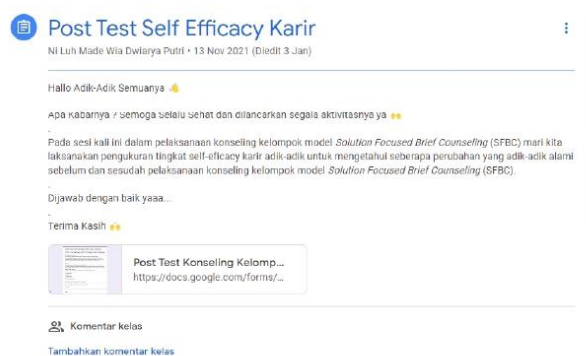 Post Test Self Efficacy Karir
Ni Luh Made Wia Dwiarya Putri • 13 Nov 2021 (Diedit 3 Jan)
Hallo Adik-Adik Semuanya 👋
Apa Kabarnya ? Semoga Selalu Sehat dan dilancarkan segala aktivitasnya ya 🙌
.
Pada sesi kali ini dalam pelaksanaan konseling kelompok model Solution Focused Brief Counseling (SFBC) mari kita
laksanakan pengukuran tingkat self-eficacy karir adik-adik untuk mengetahui seberapa perubahan yang adik-adik alami
sebelum dan sesudah pelaksanaan konseling kelompok model Solution Focused Brief Counseling (SFBC).
.
Dijawab dengan baik yaaa...
.
Terima Kasih 🙌
Post Test Konseling Kelomp...
https://docs.google.com/forms/...
Komentar kelas
Tambahkan komentar kelas